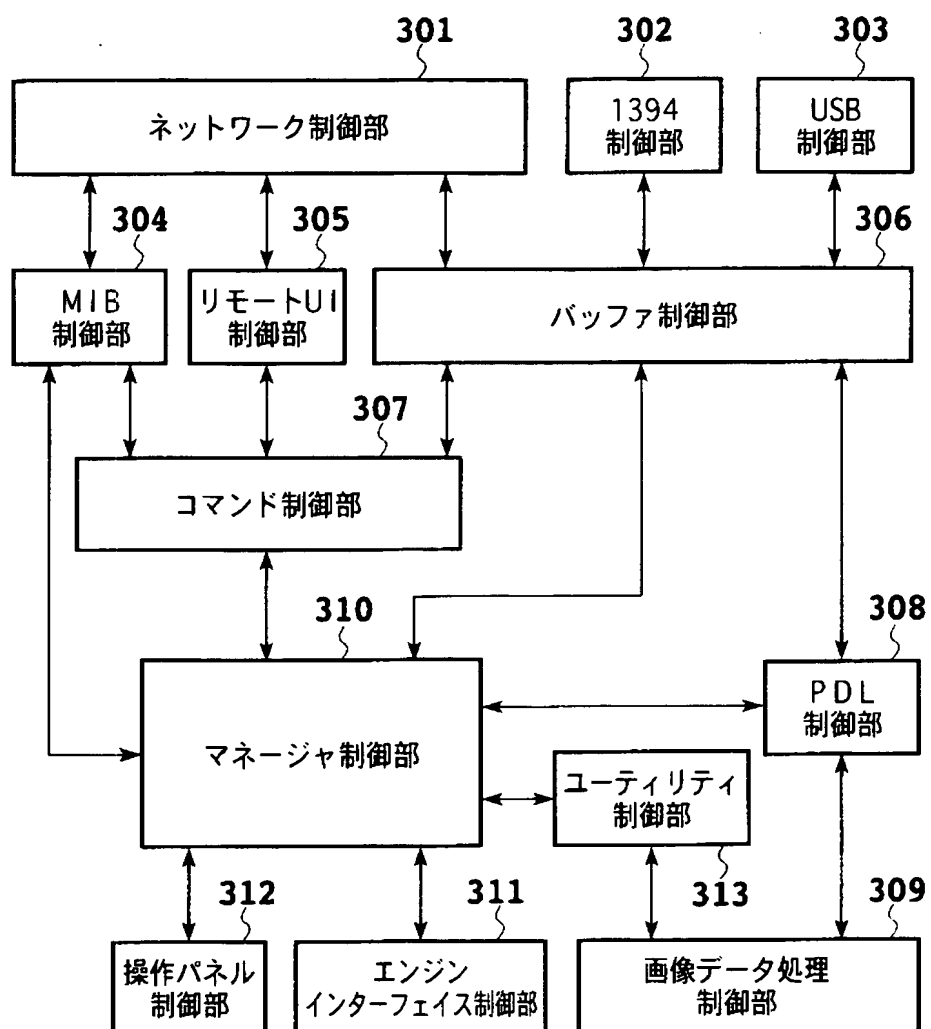 301
302
303
ネットワーク制御部
1394
制御部
USB
制御部
304
305
306
MIB
制御部
リモートUI
制御部
バッファ制御部
307
コマンド制御部
310
308
マネージャ制御部
PDL
制御部
ユーティリティ
制御部
312
311
313
309
操作パネル
制御部
エンジン
インターフェイス制御部
画像データ処理
制御部